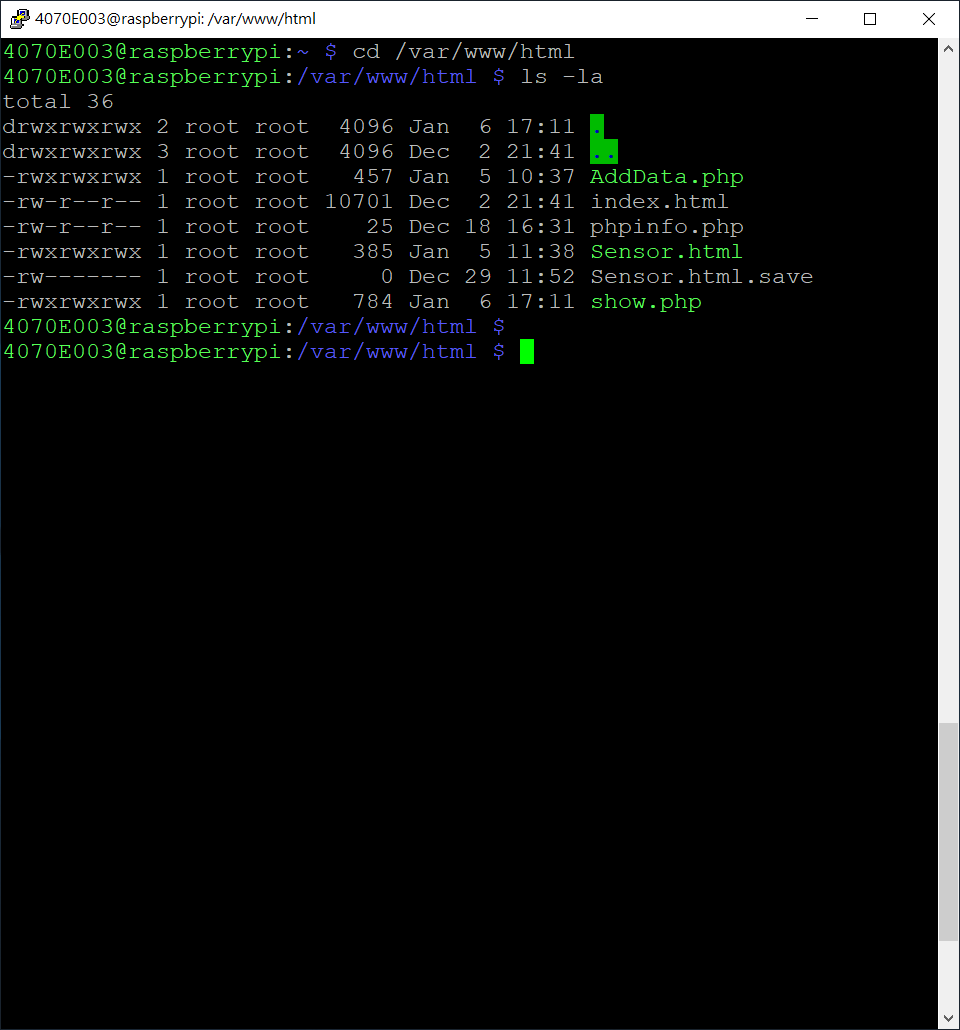 4070E003@raspberrypi: /var/www/html
4070E003@raspberrypi:~ $ cd /var/www/html
4070E003@raspberrypi:/var/www/html $ ls -la
total 36
drwxrwxrwx 2 root root  4096 Jan  6 17:11 .
drwxrwxrwx 3 root root  4096 Dec  2 21:41 ..
-rwxrwxrwx 1 root root   457 Jan  5 10:37 AddData.php
-rw-r--r-- 1 root root 10701 Dec  2 21:41 index.html
-rw-r--r-- 1 root root    25 Dec 18 16:31 phpinfo.php
-rwxrwxrwx 1 root root   385 Jan  5 11:38 Sensor.html
-rw------- 1 root root     0 Dec 29 11:52 Sensor.html.save
-rwxrwxrwx 1 root root   784 Jan  6 17:11 show.php
4070E003@raspberrypi:/var/www/html $
4070E003@raspberrypi:/var/www/html $